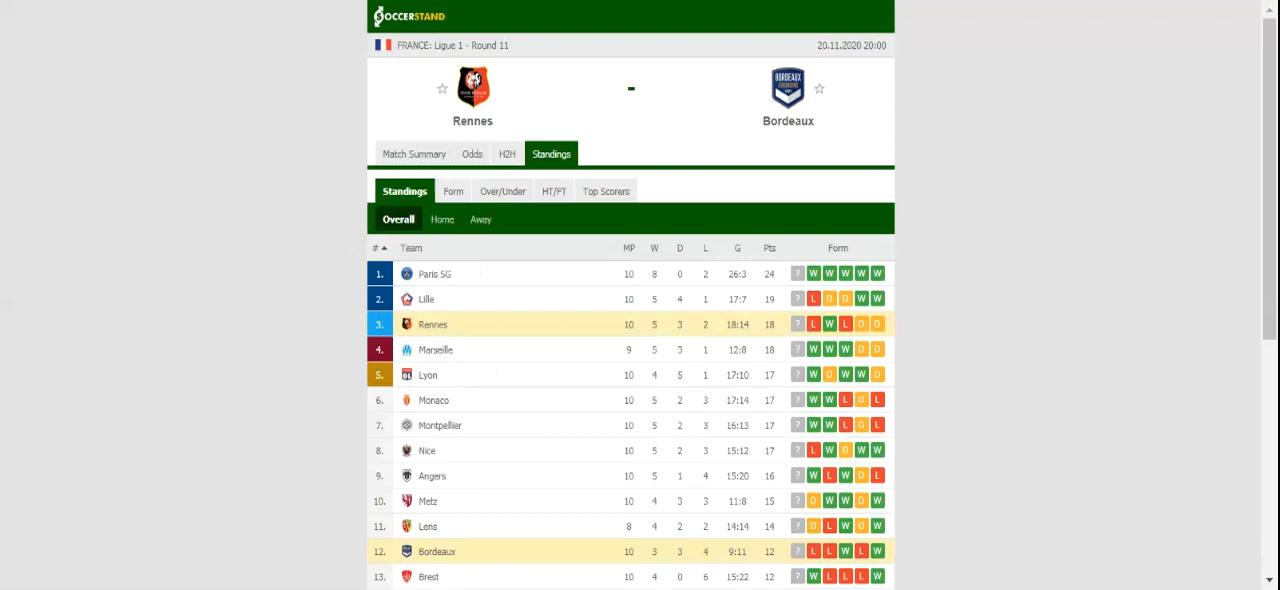 SOCCERSTAND
FRANCE: Ligue 1 - Round 11 20.11.2020 20:00
-
Rennes Bordeaux
Match Summary Odds H2H Standings
Standings Form Over/Under HT/FT Top Scorers
Overall Home Away
# Team MP W D L G Pts Form
1. Paris SG 10 8 0 2 26:3 24 ? W W W W W
2. Lille 10 5 4 1 17:7 19 ? L D D W W
3. Rennes 10 5 3 2 18:14 18 ? L W L D D
4. Marseille 9 5 3 1 12:8 18 ? W W W D D
5. Lyon 10 4 5 1 17:10 17 ? W D W W D
6. Monaco 10 5 2 3 17:14 17 ? W W L D L
7. Montpellier 10 5 2 3 16:13 17 ? W W L D L
8. Nice 10 5 2 3 15:12 17 ? L W D W W
9. Angers 10 5 1 4 15:20 16 ? W L W D L
10. Metz 10 4 3 3 11:8 15 ? D W W D W
11. Lens 8 4 2 2 14:14 14 ? D L W D W
12. Bordeaux 10 3 3 4 9:11 12 ? L L W L W
13. Brest 10 4 0 6 15:22 12 ? W L L L W